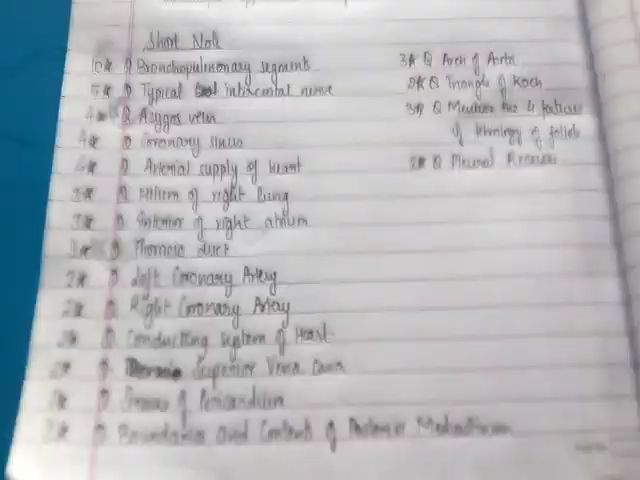 Short Note
10* Q Bronchopulmonary segments
5* Q Typical intercostal nerve
4* Q Azygos vein
4* Q Coronary sinus
4* Q Arterial supply of heart
3* Q Hilum of right lung
3* Q Interior of right atrium
3* Q Thoracic duct
2* Q Left Coronary Artery
2* Q Right Coronary Artery
2* Q Conducting system of Heart
2* Q Superior Vena Cava
2* Q Sinuses of Pericardium
2* Q Boundaries and Contents of Posterior Mediastinum
3* Q Arch of Aorta
2* Q Triangle of Koch
3* Q Mention the 4 features
of tetralogy of fallots
2* Q Pleural Recesses